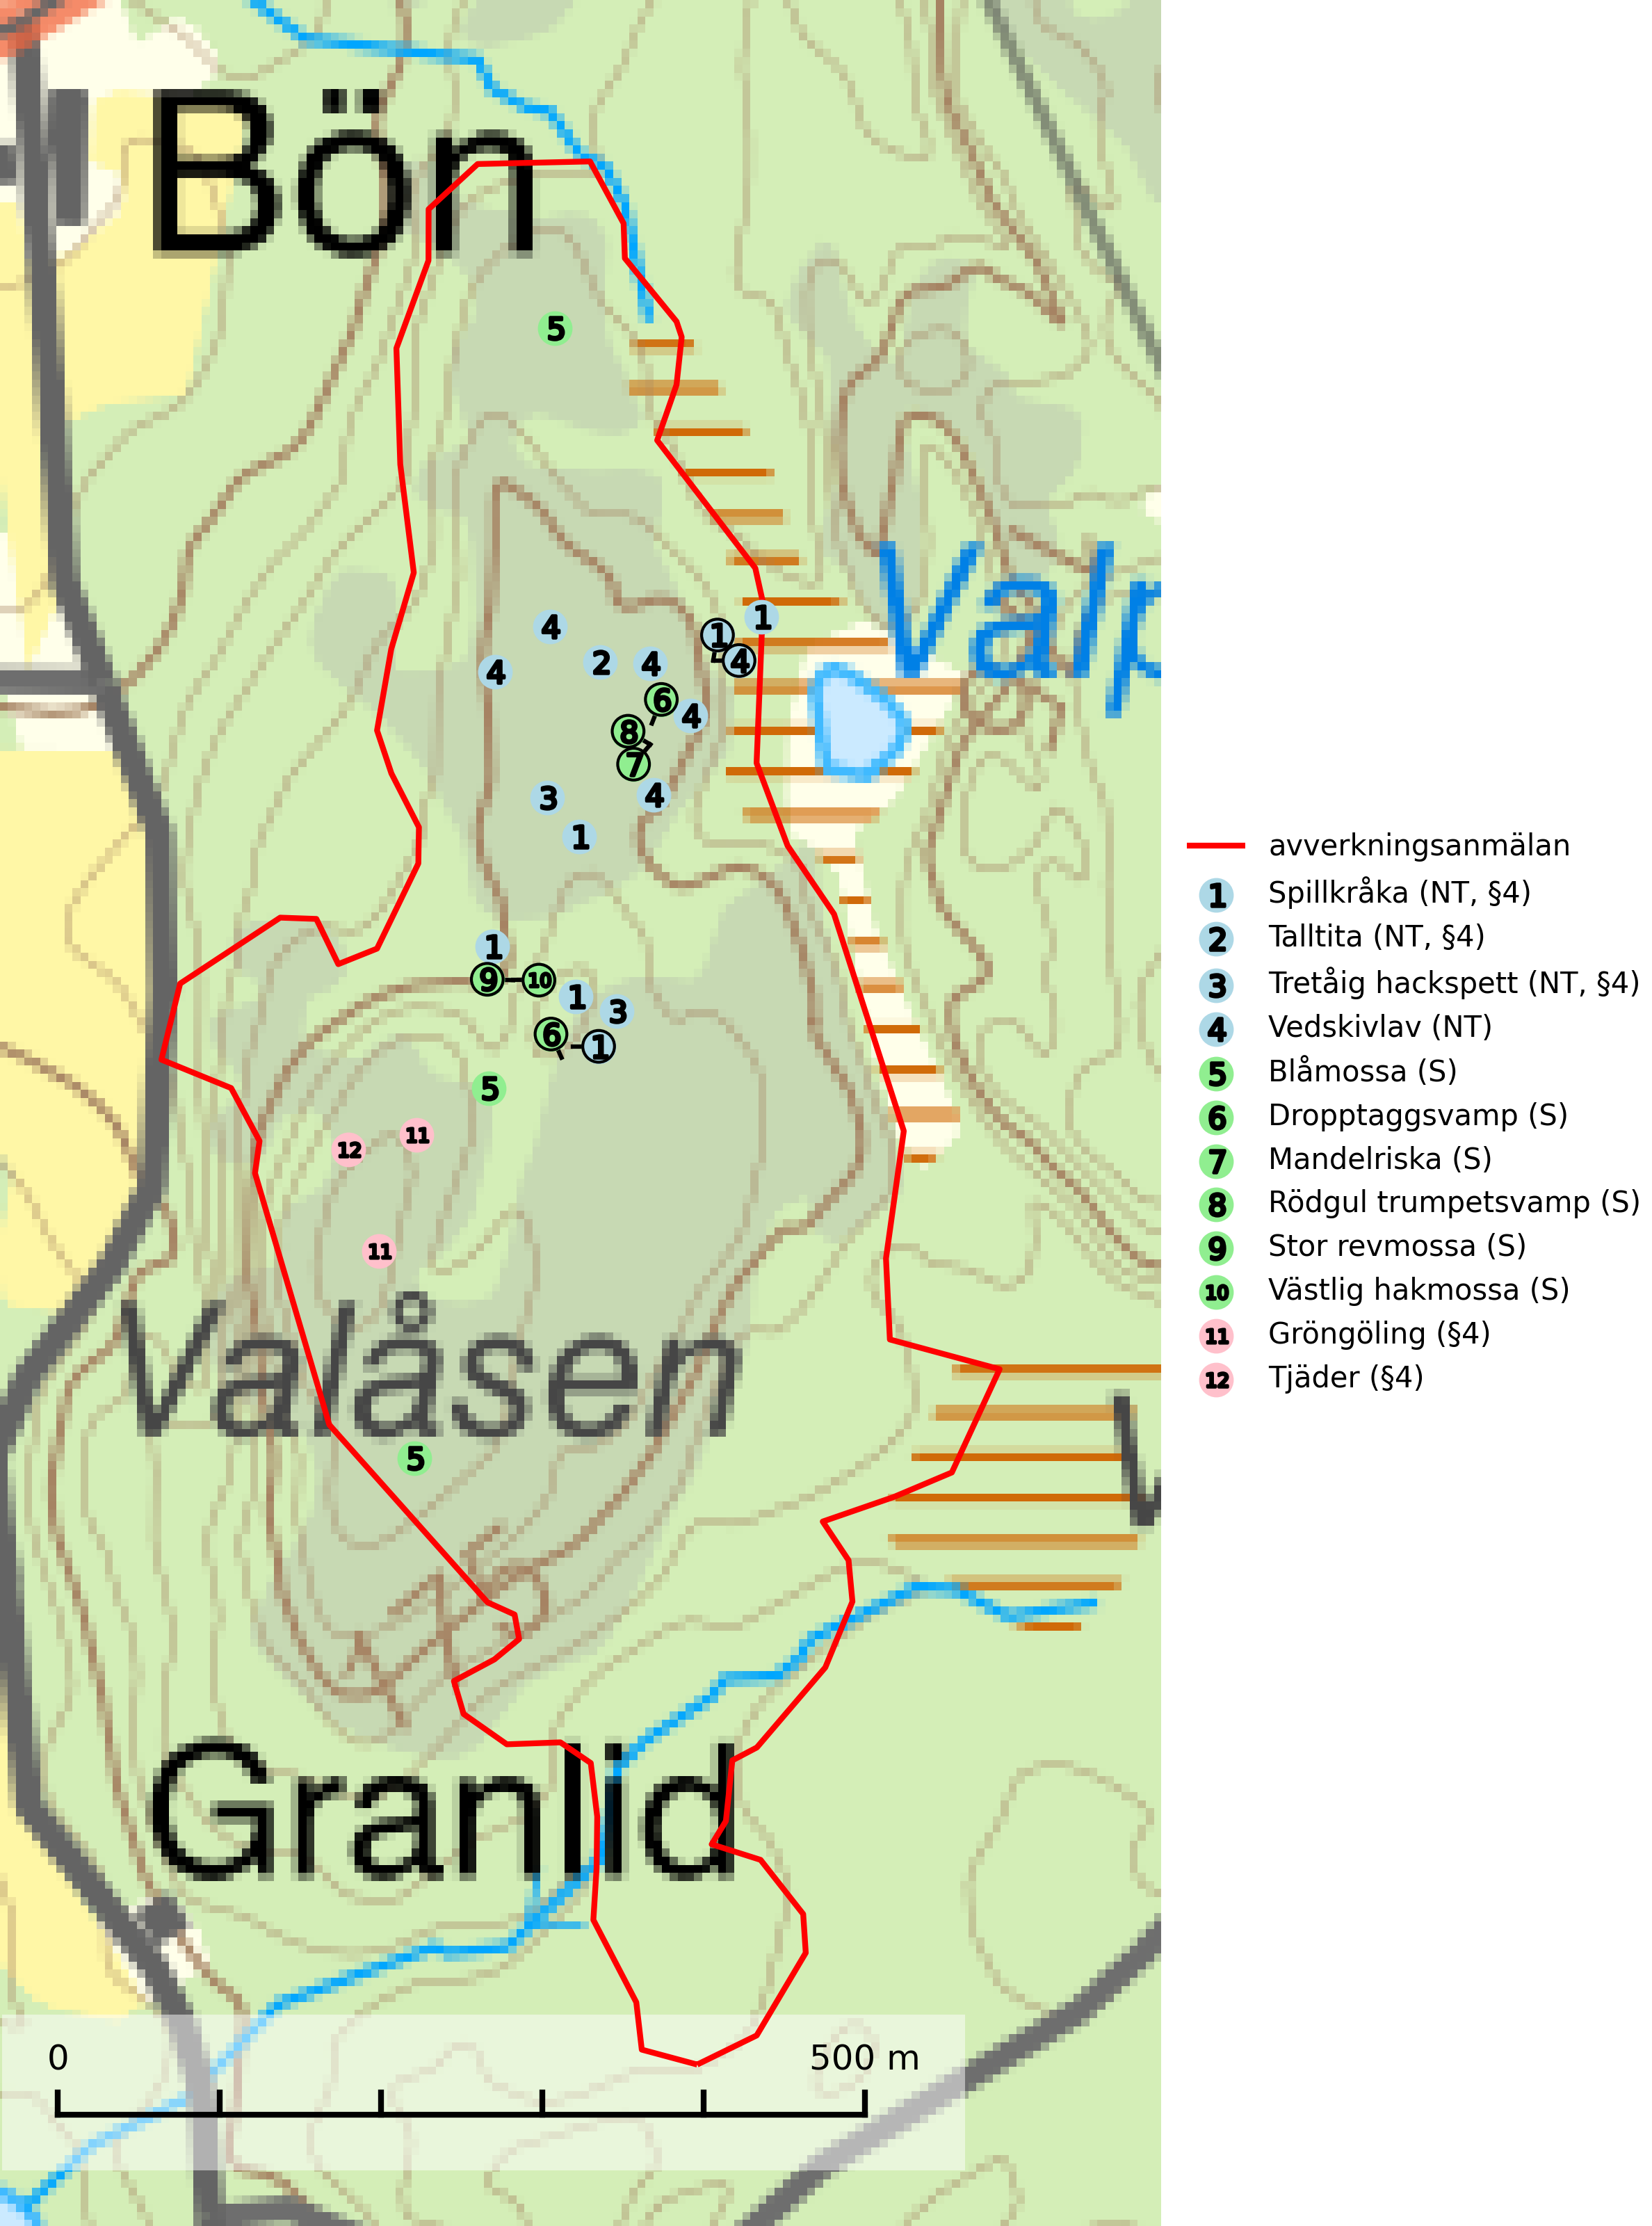 Bön
5
Valp
1
1
4
4
4
2
4
6
4
8
7
3
4
1
1
9
10
1
3
6
1
5
11
12
11
Valåsen
5
Granlid
0
500 m
avverkningsanmälan
1 Spillkråka (NT, §4)
2 Talltita (NT, §4)
3 Tretåig hackspett (NT, §4)
4 Vedskivlav (NT)
5 Blåmossa (S)
6 Dropptaggsvamp (S)
7 Mandelriska (S)
8 Rödgul trumpetsvamp (S)
9 Stor revmossa (S)
10 Västlig hakmossa (S)
11 Gröngöling (§4)
12 Tjäder (§4)